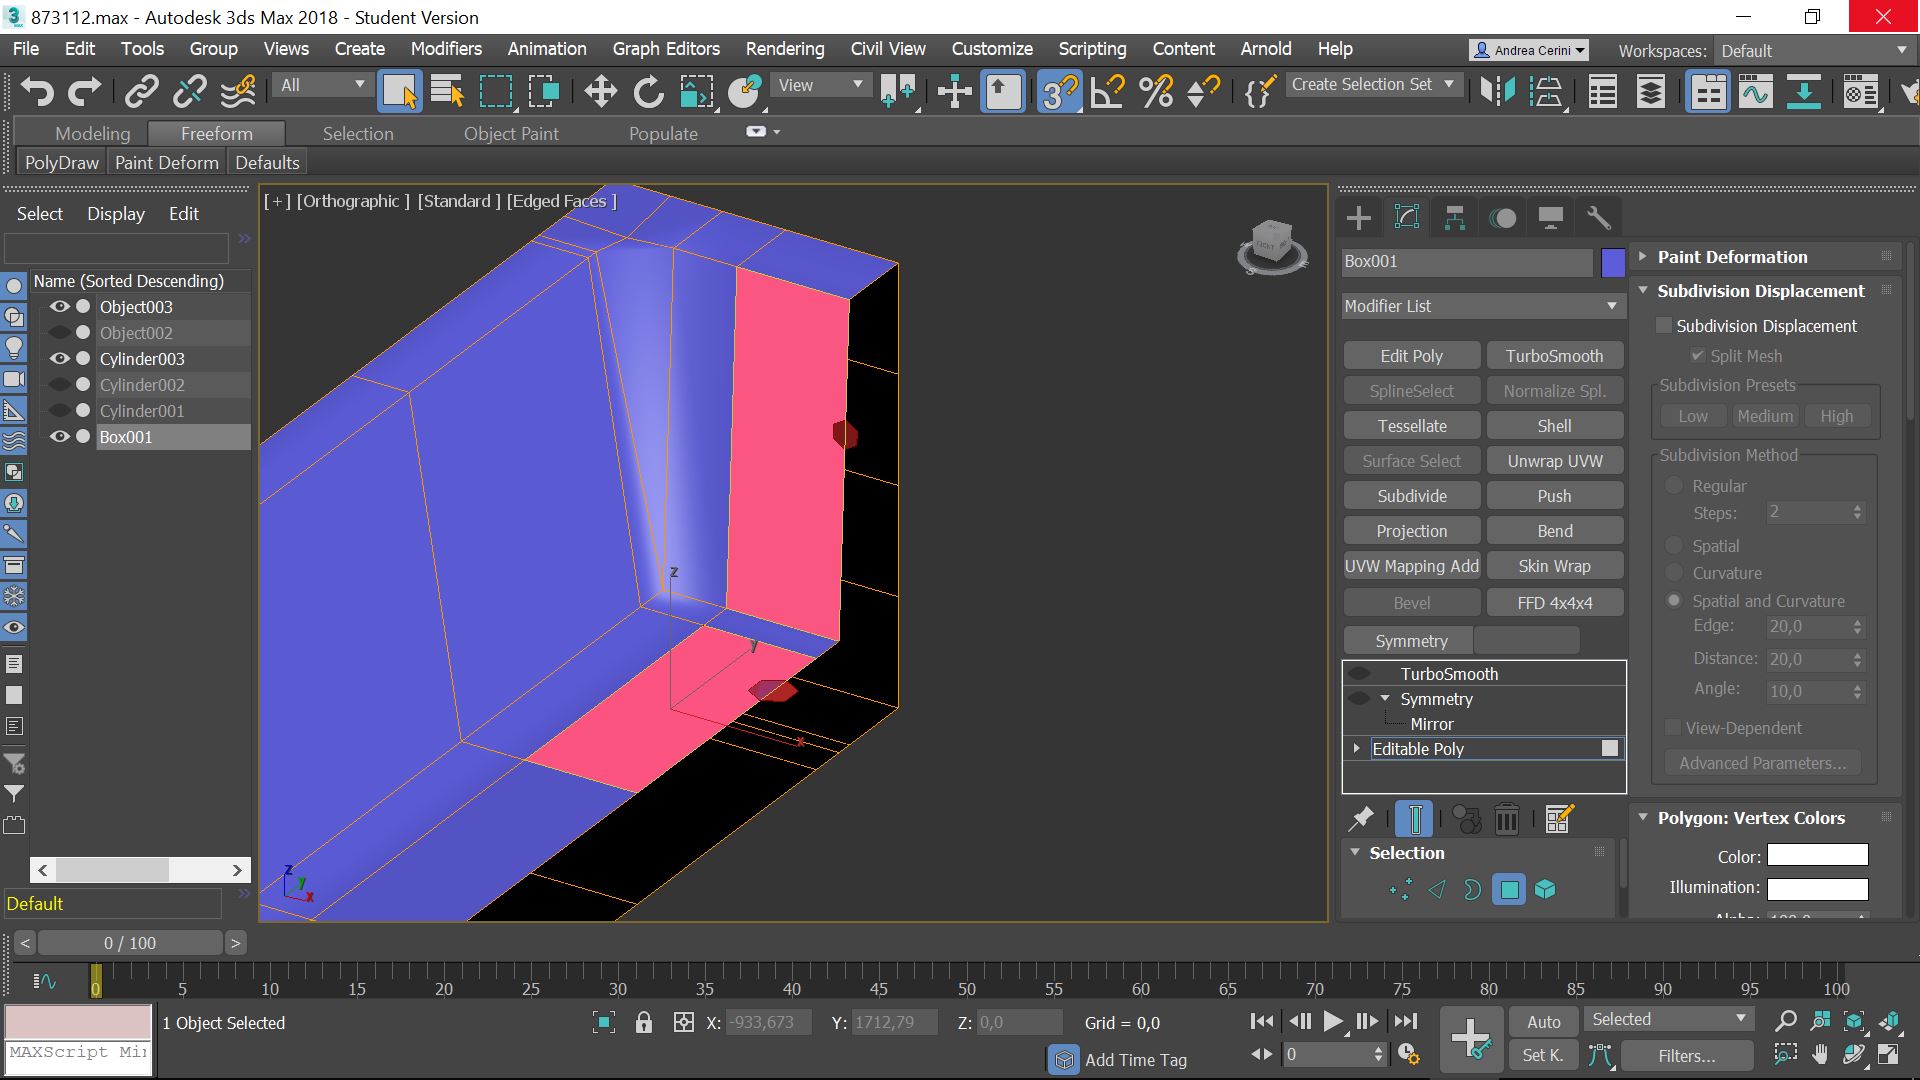 873112.max - Autodesk 3ds Max 2018 - Student Version
File Edit Tools Group Views Create Modifiers Animation Graph Editors Rendering Civil View Customize Scripting Content Arnold Help Andrea Cerini Workspaces: Default
All View 3 Create Selection Set
Modeling Freeform Selection Object Paint Populate
PolyDraw Paint Deform Defaults
Select Display Edit
Name (Sorted Descending)
Object003
Object002
Cylinder003
Cylinder002
Cylinder001
Box001
Default
[ + ] [Orthographic ] [Standard ] [Edged Faces ]
z
y
x
z
y
x
Box001
Modifier List
Edit Poly TurboSmooth
SplineSelect Normalize Spl.
Tessellate Shell
Surface Select Unwrap UVW
Subdivide Push
Projection Bend
UVW Mapping Add Skin Wrap
Bevel FFD 4x4x4
Symmetry
TurboSmooth
Symmetry
Mirror
Editable Poly
Selection
Paint Deformation
Subdivision Displacement
Subdivision Displacement
Split Mesh
Subdivision Presets
Low Medium High
Subdivision Method
Regular
Steps: 2
Spatial
Curvature
Spatial and Curvature
Edge: 20,0
Distance: 20,0
Angle: 10,0
View-Dependent
Advanced Parameters...
Polygon: Vertex Colors
Color:
Illumination:
< 0 / 100 >
0 5 10 15 20 25 30 35 40 45 50 55 60 65 70 75 80 85 90 95 100
1 Object Selected X: -933,673 Y: 1712,79 Z: 0,0 Grid = 0,0 Auto Selected
MAXScript Mi Add Time Tag 0 Set K. Filters...